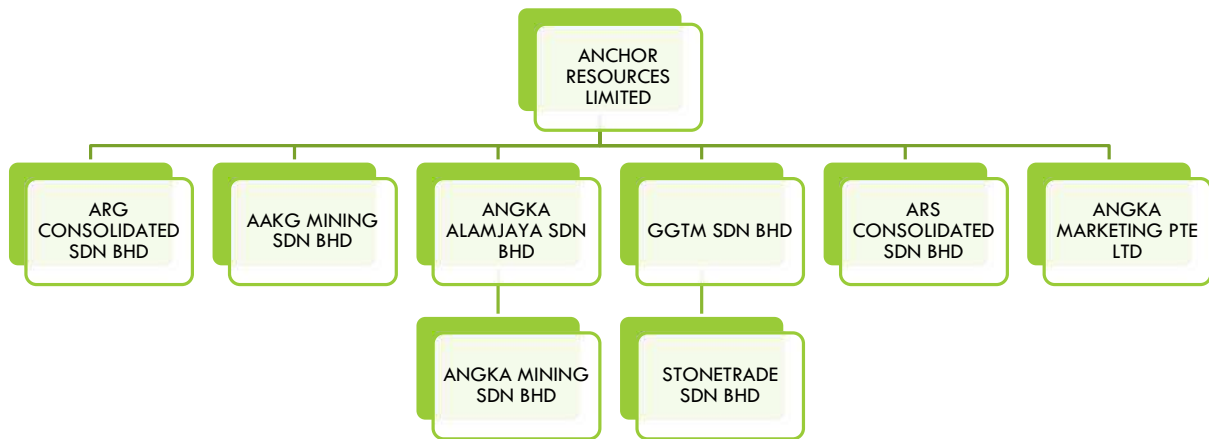 ANCHOR
RESOURCES
LIMITED
ARG
CONSOLIDATED
SDN BHD
AAKG MINING
SDN BHD
ANGKA
ALAMJAYA SDN
BHD
GGTM SDN BHD
ARS
CONSOLIDATED
SDN BHD
ANGKA
MARKETING PTE
LTD
ANGKA MINING
SDN BHD
STONETRADE
SDN BHD